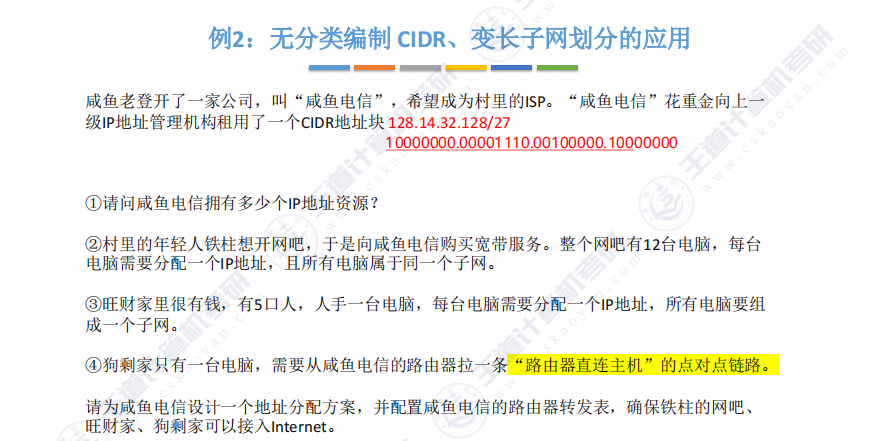 例2：无分类编制 CIDR、变长子网划分的应用
咸鱼老登开了一家公司，叫“咸鱼电信”，希望成为村里的ISP。“咸鱼电信”花重金向上一
级IP地址管理机构租用了一个CIDR地址块 128.14.32.128/27
10000000.00001110.00100000.10000000
①请问咸鱼电信拥有多少个IP地址资源？
②村里的年轻人铁柱想开网吧，于是向咸鱼电信购买宽带服务。整个网吧有12台电脑，每台
电脑需要分配一个IP地址，且所有电脑属于同一个子网。
③旺财家里很有钱，有5口人，人手一台电脑，每台电脑需要分配一个IP地址，所有电脑要组
成一个子网。
④狗剩家只有一台电脑，需要从咸鱼电信的路由器拉一条“路由器直连主机”的点对点链路。
请为咸鱼电信设计一个地址分配方案，并配置咸鱼电信的路由器转发表，确保铁柱的网吧、
旺财家、狗剩家可以接入Internet。
王道计算机考研
www.cskaoyan.com